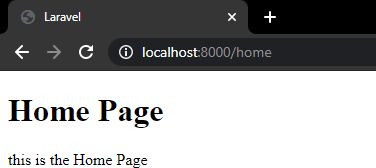 Laravel
localhost:8000/home
Home Page
this is the Home Page